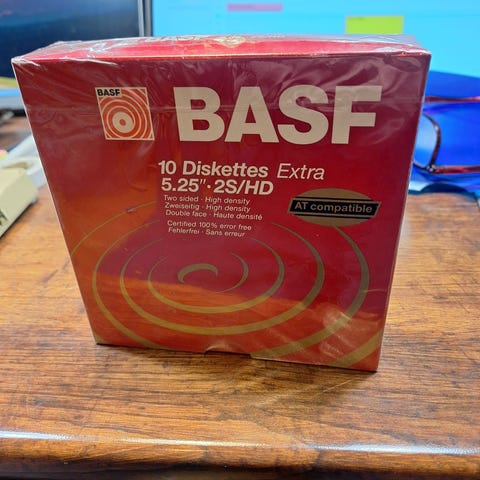 BASF
BASF
10 Diskettes Extra
5.25"·2S/HD
Two sided · High density
Zweiseitig · High density
Double face · Haute densité
AT compatible
Certified 100% error free
Fehlerfrei · Sans erreur